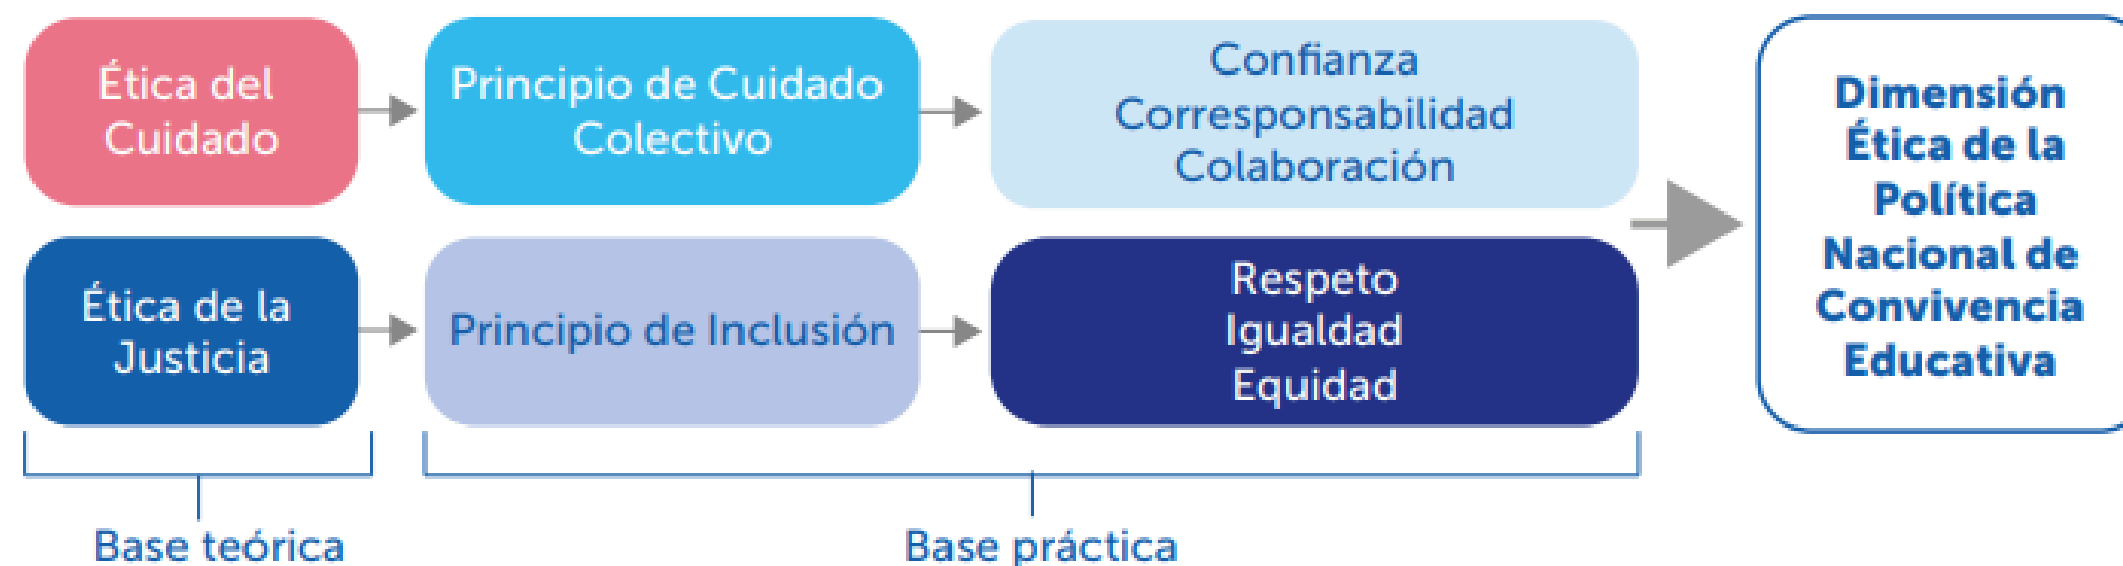 Ética del
Cuidado
Principio de Cuidado
Colectivo
Confianza
Corresponsabilidad
Colaboración
Ética de la
Justicia
Principio de Inclusión
Respeto
Igualdad
Equidad
Dimensión
Ética de la
Política
Nacional de
Convivencia
Educativa
Base teórica
Base práctica